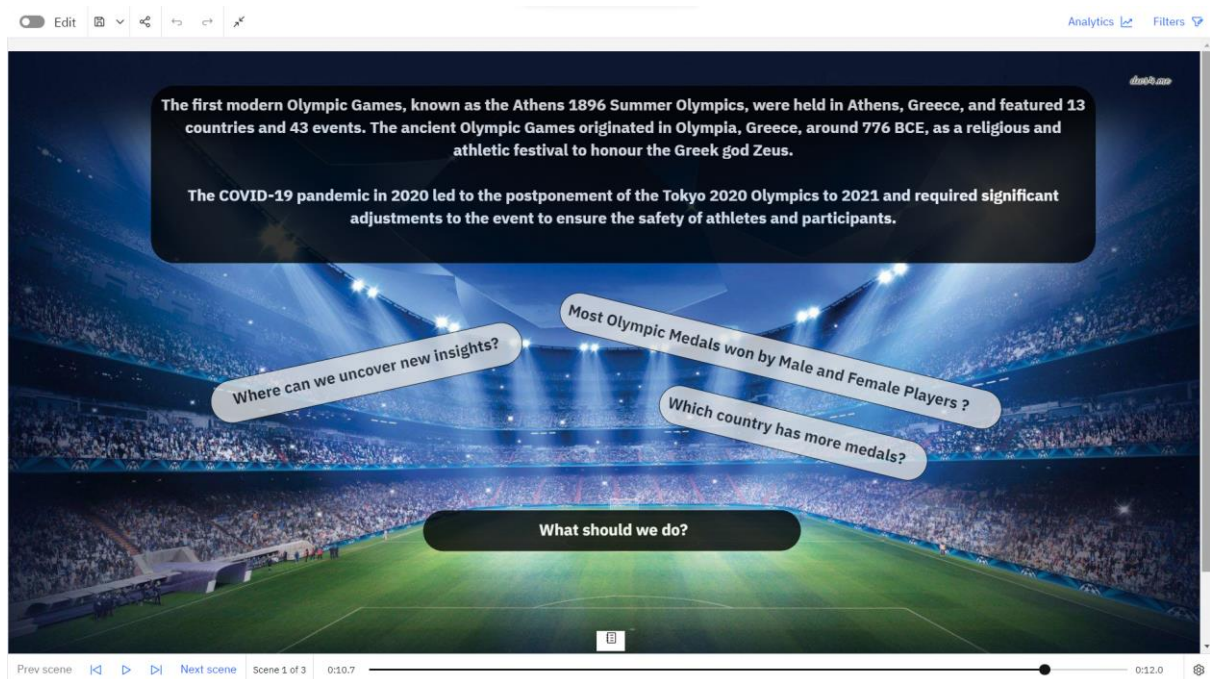 Edit
Analytics
Filters
The first modern Olympic Games, known as the Athens 1896 Summer Olympics, were held in Athens, Greece, and featured 13
countries and 43 events. The ancient Olympic Games originated in Olympia, Greece, around 776 BCE, as a religious and
athletic festival to honour the Greek god Zeus.
The COVID-19 pandemic in 2020 led to the postponement of the Tokyo 2020 Olympics to 2021 and required significant
adjustments to the event to ensure the safety of athletes and participants.
Where can we uncover new insights?
Most Olympic Medals won by Male and Female Players ?
Which country has more medals?
What should we do?
Prev scene
Next scene
Scene 1 of 3
0:10.7
0:12.0